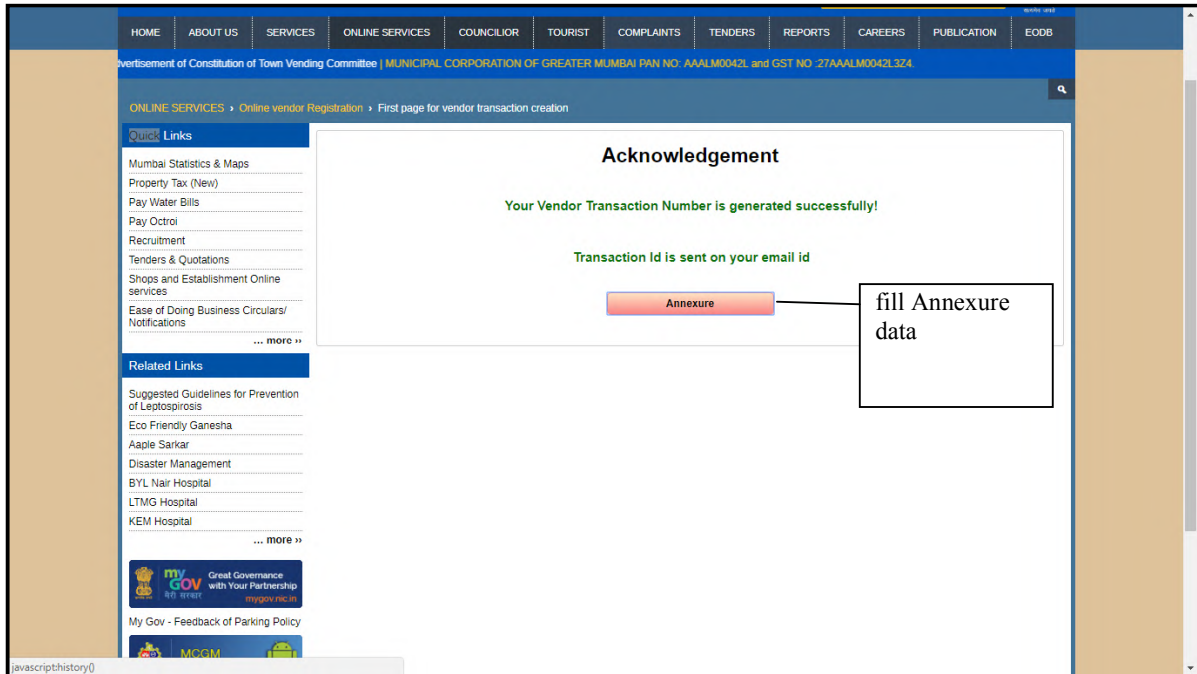 HOME ABOUT US SERVICES ONLINE SERVICES COUNCILIOR TOURIST COMPLAINTS TENDERS REPORTS CAREERS PUBLICATION EODB
dvertisement of Constitution of Town Vending Committee | MUNICIPAL CORPORATION OF GREATER MUMBAI PAN NO: AAALM0042L and GST NO :27AAALM0042L3Z4.
ONLINE SERVICES › Online vendor Registration › First page for vendor transaction creation
Quick Links
Mumbai Statistics & Maps
Property Tax (New)
Pay Water Bills
Pay Octroi
Recruitment
Tenders & Quotations
Shops and Establishment Online
services
Ease of Doing Business Circulars/
Notifications
... more ››
Related Links
Suggested Guidelines for Prevention
of Leptospirosis
Eco Friendly Ganesha
Aaple Sarkar
Disaster Management
BYL Nair Hospital
LTMG Hospital
KEM Hospital
... more ››
my
GOV
मेरी सरकार
Great Governance
with Your Partnership
mygov.nic.in
My Gov - Feedback of Parking Policy
MCGM
Acknowledgement
Your Vendor Transaction Number is generated successfully!
Transaction Id is sent on your email id
Annexure
fill Annexure
data
javascript:history()